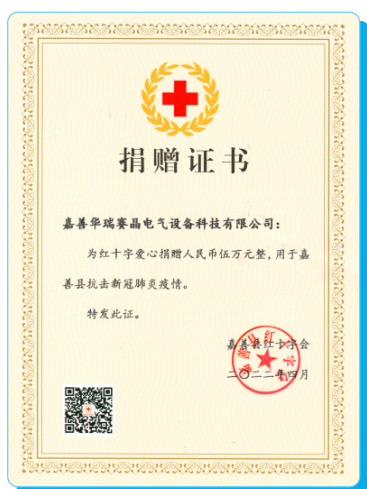 捐赠证书
嘉善华瑞赛晶电气设备科技有限公司：
为红十字爱心捐赠人民币伍万元整，用于嘉
善县抗击新冠肺炎疫情。
特发此证。
嘉善县红十字会
二〇二二年四月